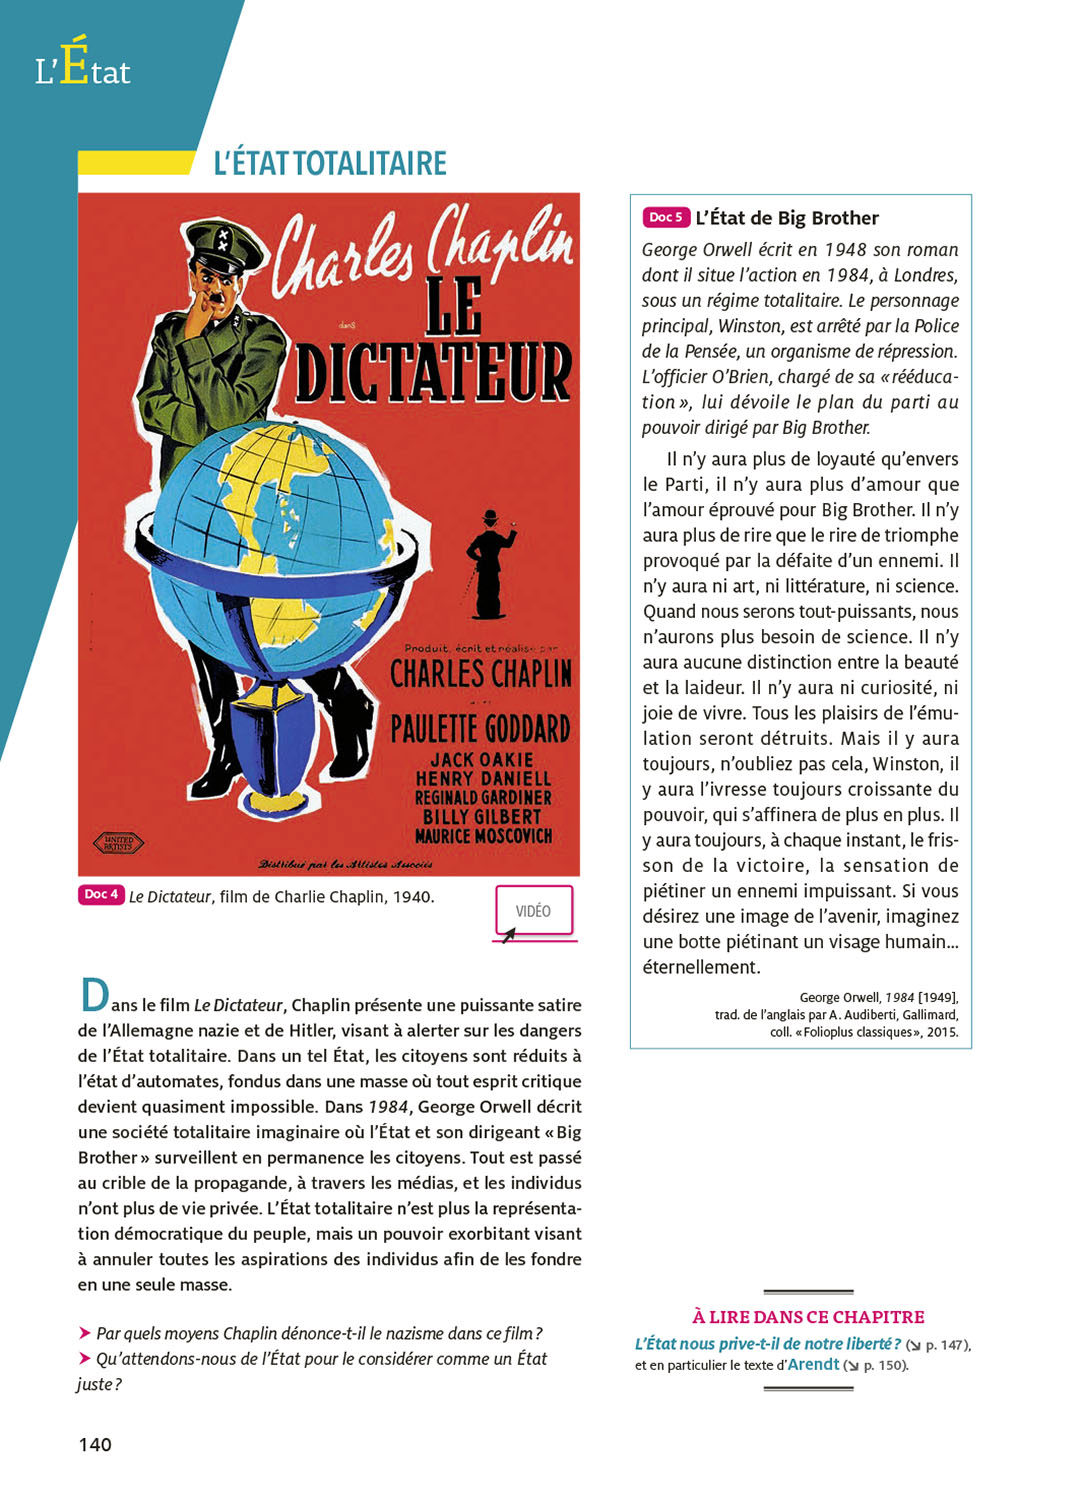 L'État
L'ÉTAT TOTALITAIRE
Charles Chaplin
dans
LE
DICTATEUR
Produit, écrit et réalisé par
CHARLES CHAPLIN
avec
PAULETTE GODDARD
JACK OAKIE
HENRY DANIELL
REGINALD GARDINER
BILLY GILBERT
MAURICE MOSCOVICH
UNITED
ARTISTS
Distribué par les Artistes Associés
Doc 4 Le Dictateur, film de Charlie Chaplin, 1940.
VIDÉO
Dans le film Le Dictateur, Chaplin présente une puissante satire
de l'Allemagne nazie et de Hitler, visant à alerter sur les dangers
de l'État totalitaire. Dans un tel État, les citoyens sont réduits à
l'état d'automates, fondus dans une masse où tout esprit critique
devient quasiment impossible. Dans 1984, George Orwell décrit
une société totalitaire imaginaire où l'État et son dirigeant « Big
Brother » surveillent en permanence les citoyens. Tout est passé
au crible de la propagande, à travers les médias, et les individus
n'ont plus de vie privée. L'État totalitaire n'est plus la représenta-
tion démocratique du peuple, mais un pouvoir exorbitant visant
à annuler toutes les aspirations des individus afin de les fondre
en une seule masse.
➤ Par quels moyens Chaplin dénonce-t-il le nazisme dans ce film ?
➤ Qu'attendons-nous de l'État pour le considérer comme un État
juste ?
140
Doc 5 L'État de Big Brother
George Orwell écrit en 1948 son roman
dont il situe l'action en 1984, à Londres,
sous un régime totalitaire. Le personnage
principal, Winston, est arrêté par la Police
de la Pensée, un organisme de répression.
L'officier O'Brien, chargé de sa « rééduca-
tion », lui dévoile le plan du parti au
pouvoir dirigé par Big Brother.
Il n'y aura plus de loyauté qu'envers
le Parti, il n'y aura plus d'amour que
l'amour éprouvé pour Big Brother. Il n'y
aura plus de rire que le rire de triomphe
provoqué par la défaite d'un ennemi. Il
n'y aura ni art, ni littérature, ni science.
Quand nous serons tout-puissants, nous
n'aurons plus besoin de science. Il n'y
aura aucune distinction entre la beauté
et la laideur. Il n'y aura ni curiosité, ni
joie de vivre. Tous les plaisirs de l'ému-
lation seront détruits. Mais il y aura
toujours, n'oubliez pas cela, Winston, il
y aura l'ivresse toujours croissante du
pouvoir, qui s'affinera de plus en plus. Il
y aura toujours, à chaque instant, le fris-
son de la victoire, la sensation de
piétiner un ennemi impuissant. Si vous
désirez une image de l'avenir, imaginez
une botte piétinant un visage humain...
éternellement.
George Orwell, 1984 [1949],
trad. de l'anglais par A. Audiberti, Gallimard,
coll. « Folioplus classiques », 2015.
À LIRE DANS CE CHAPITRE
L'État nous prive-t-il de notre liberté ? (↘ p. 147),
et en particulier le texte d'Arendt (↘ p. 150).